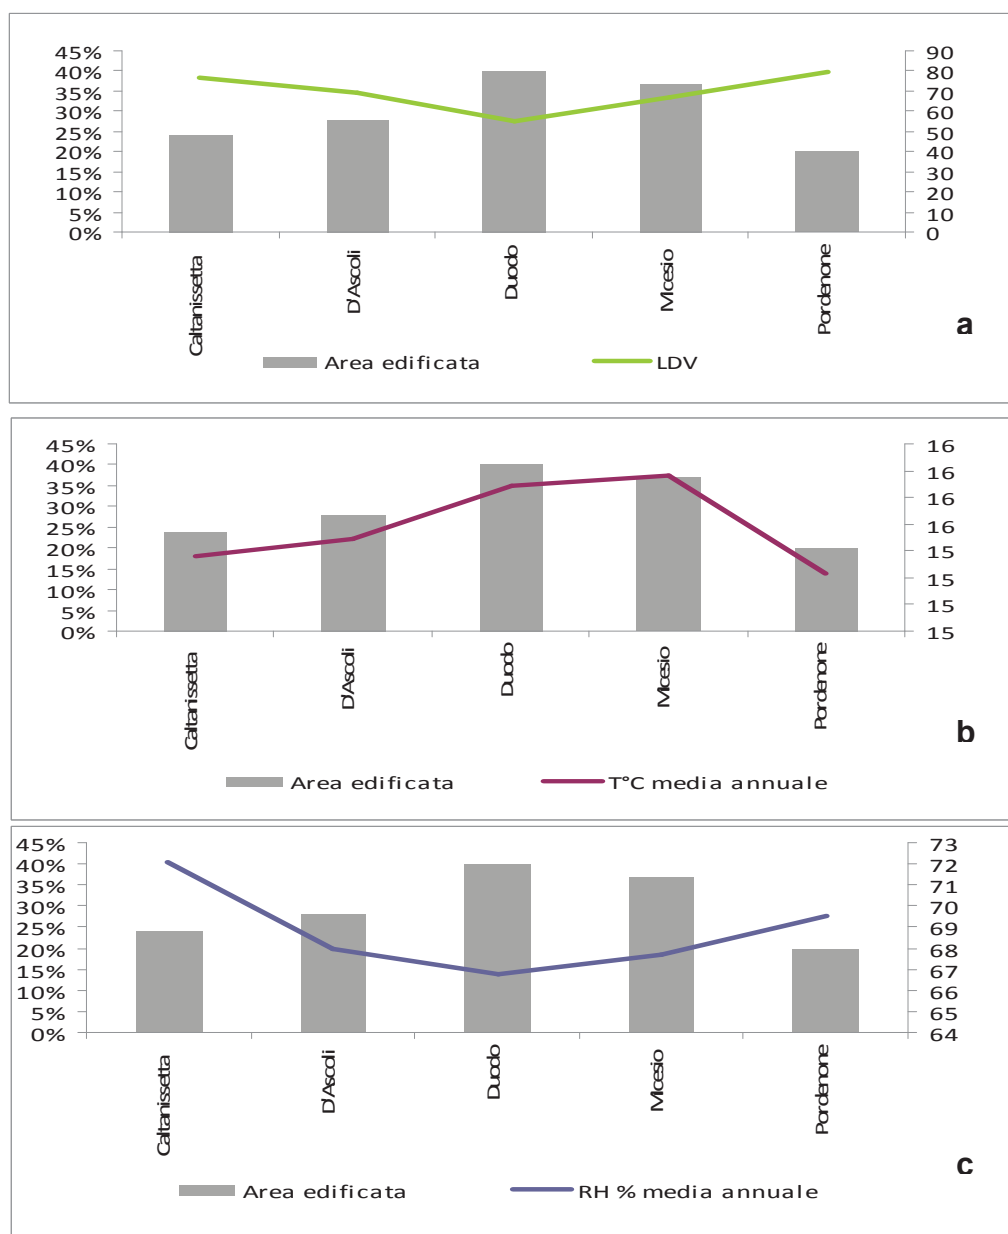 45% 90
40% 80
35% 70
30% 60
25% 50
20% 40
15% 30
10% 20
5% 10
0% 0
Caltanissetta
D'Ascoli
Duodo
Micesio
Pordenone
a
Area edificata LDV
45% 16
40% 16
35% 16
30% 16
25% 15
20% 15
15% 15
10% 15
5%
0%
Caltanissetta
D'Ascoli
Duodo
Micesio
Pordenone
b
Area edificata T°C media annuale
45% 73
40% 72
35% 71
30% 70
25% 69
20% 68
15% 67
10% 66
5% 65
0% 64
Caltanissetta
D'Ascoli
Duodo
Micesio
Pordenone
c
Area edificata RH % media annuale